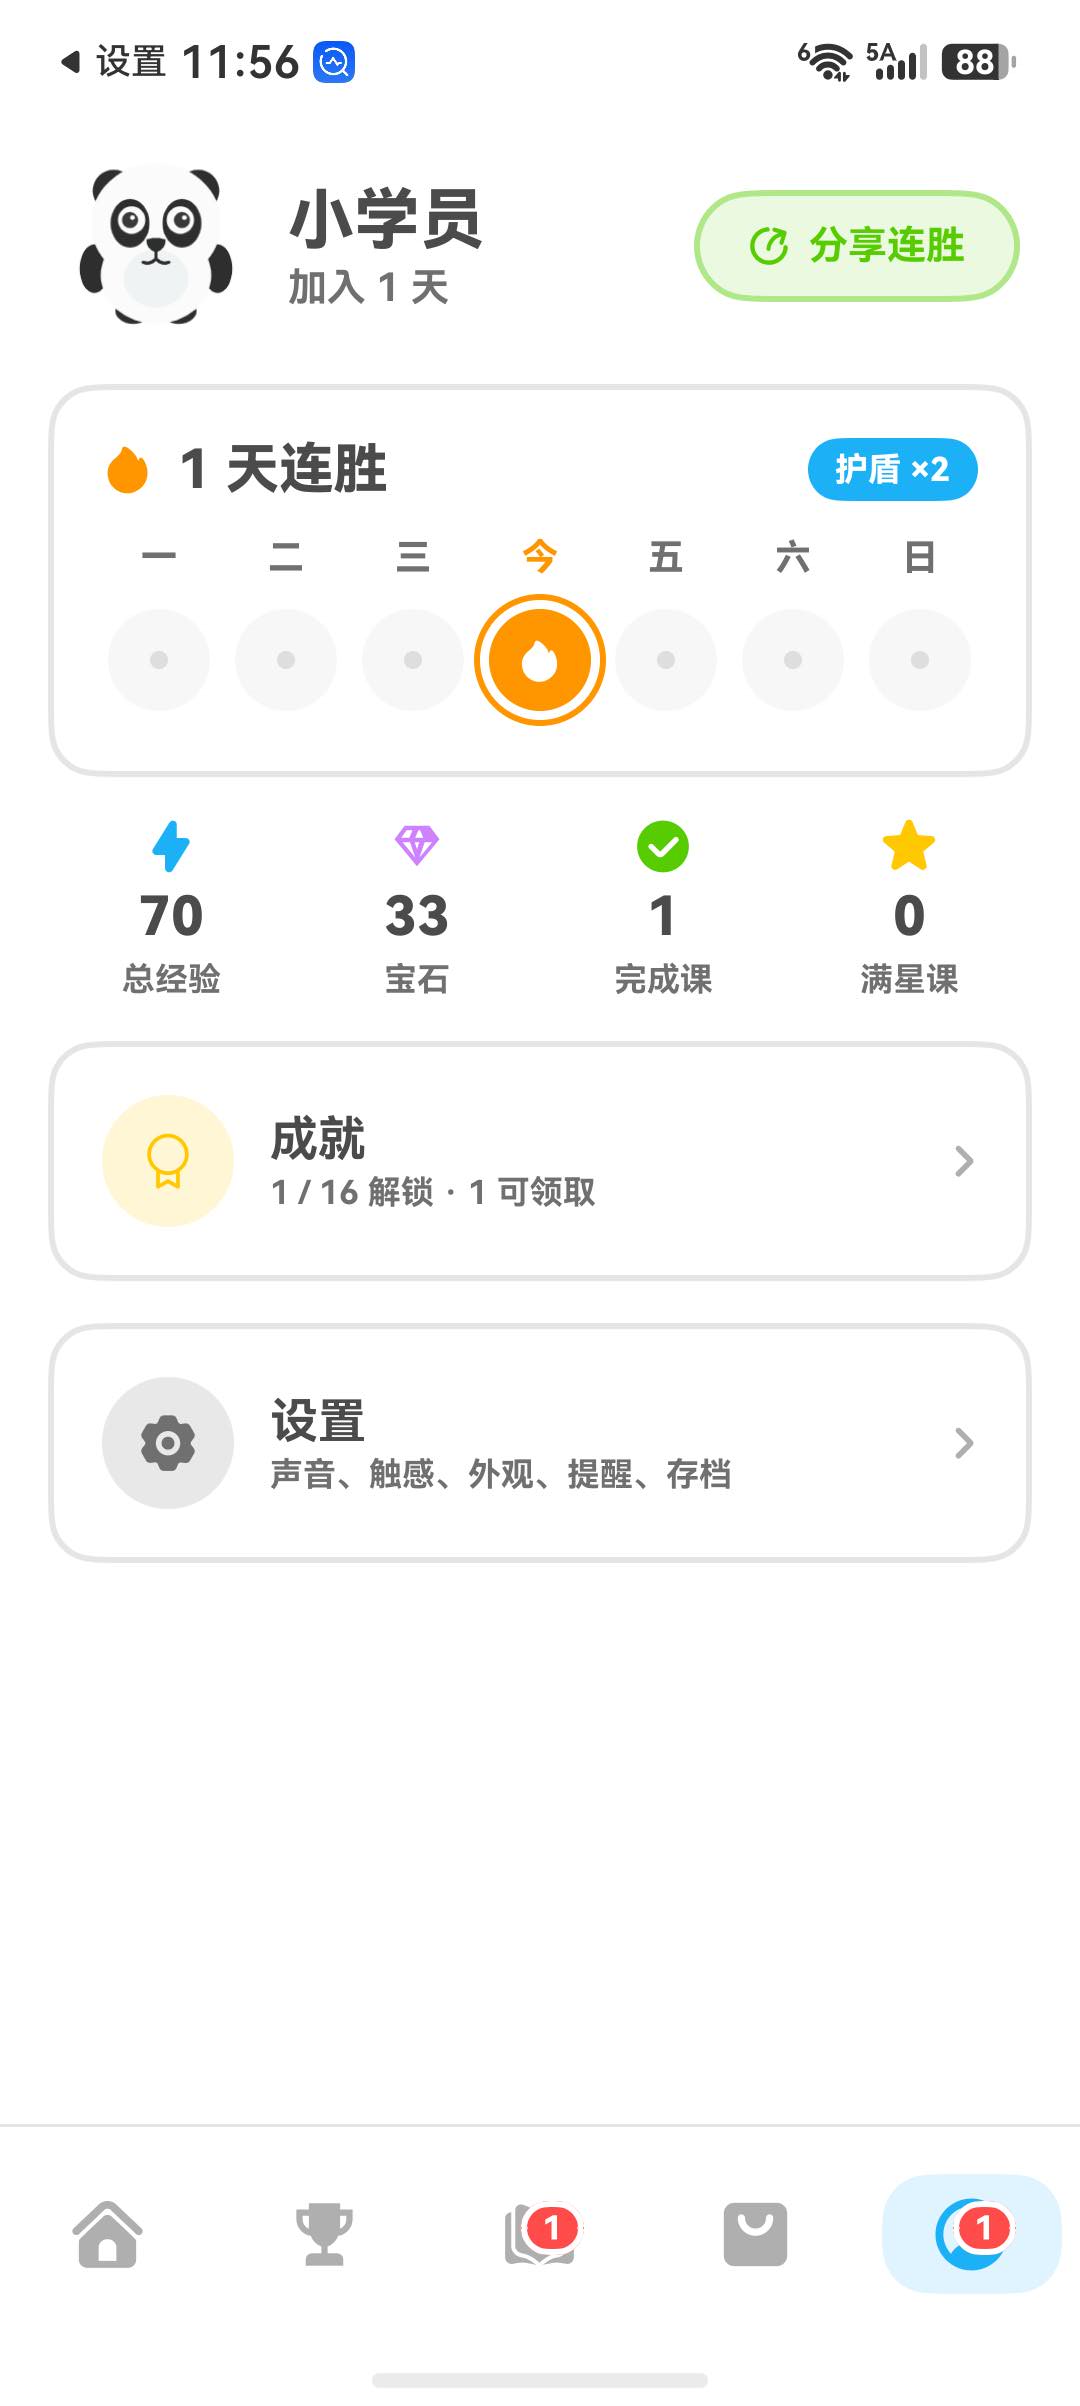 设置 11:56
6 5A 88
小学员
加入 1 天
分享连胜
1 天连胜
护盾 ×2
一 二 三 今 五 六 日
70 33 1 0
总经验 宝石 完成课 满星课
成就
1 / 16 解锁 · 1 可领取
设置
声音、触感、外观、提醒、存档
1 1